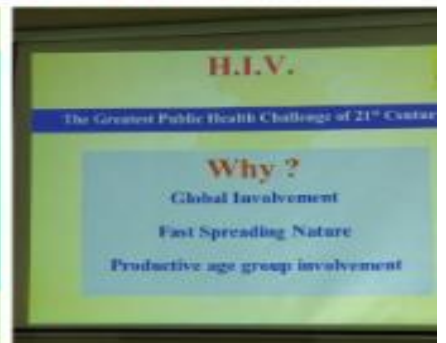 H.I.V.
The Greatest Public Health Challenge of 21st Centur
Why ?
Global Involvement
Fast Spreading Nature
Productive age group involvement